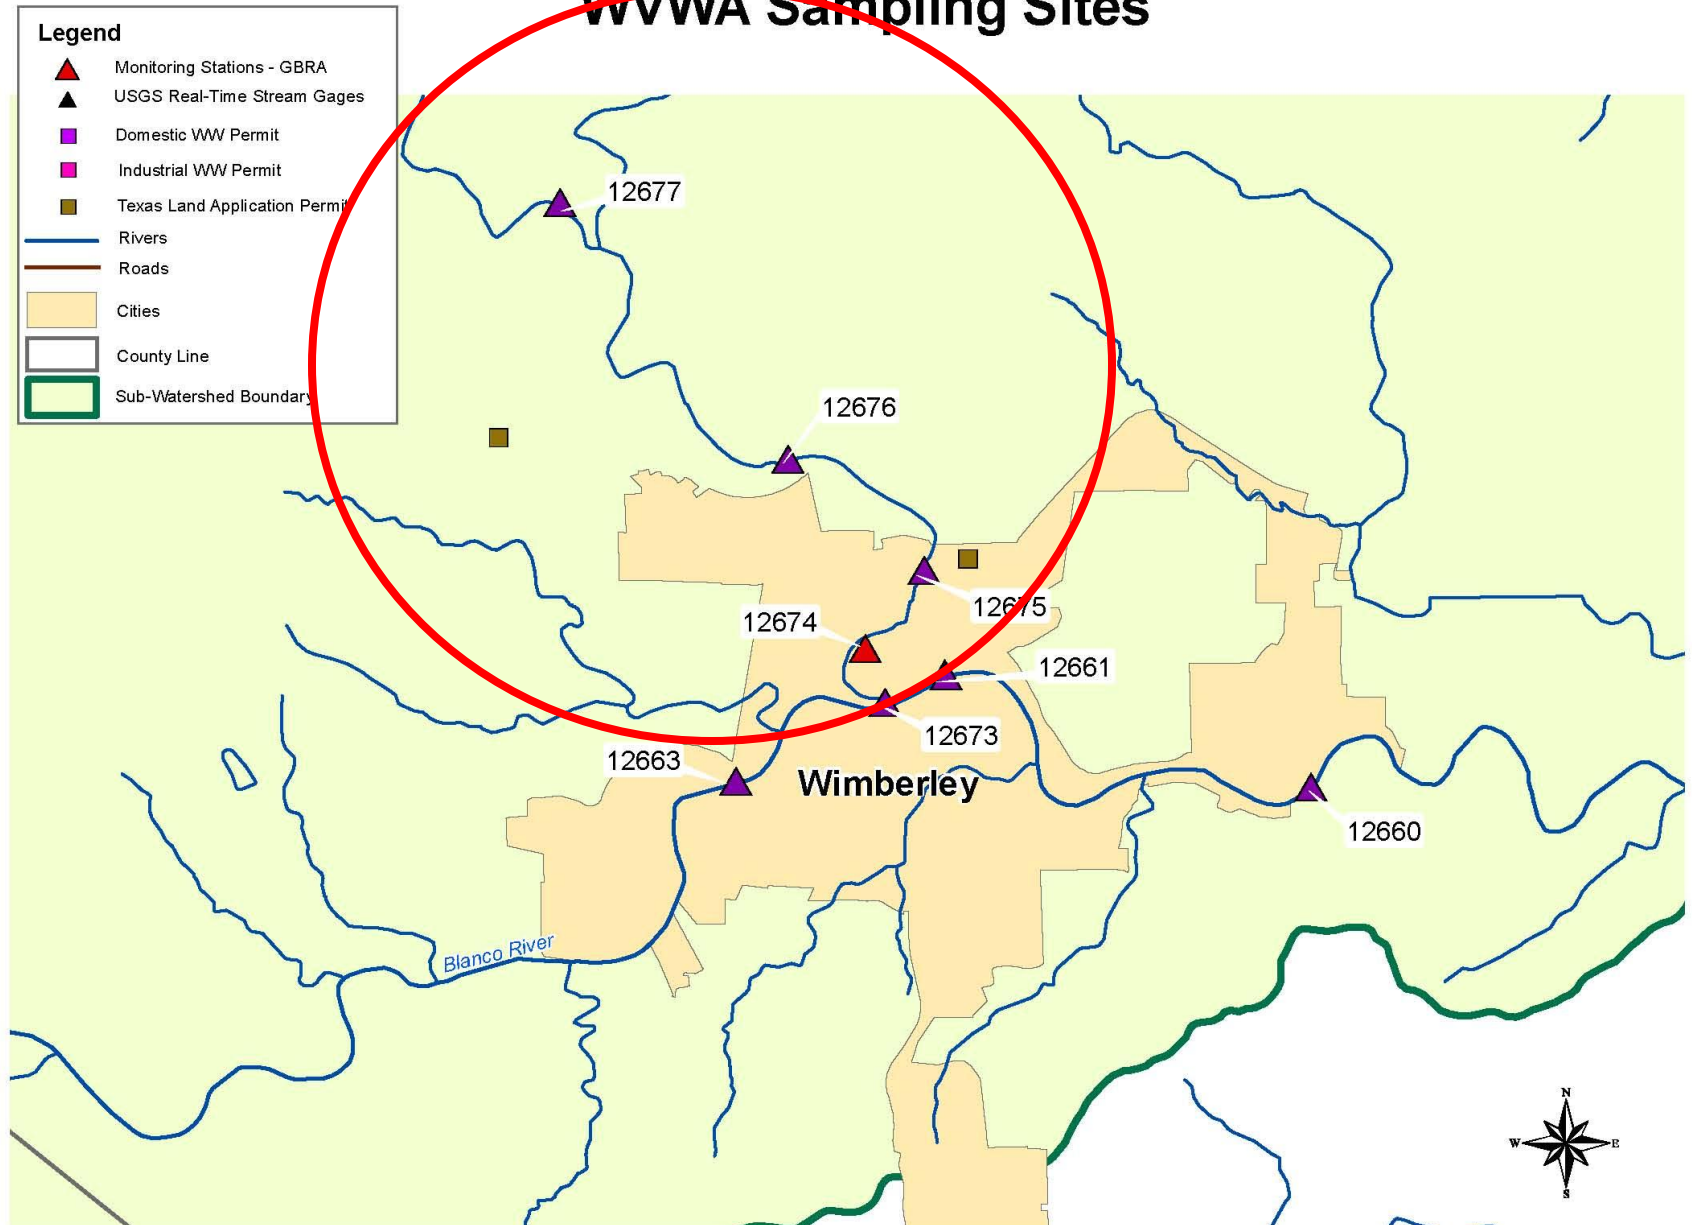 WVWA Sampling Sites
Legend
Monitoring Stations - GBRA
USGS Real-Time Stream Gages
Domestic WW Permit
Industrial WW Permit
Texas Land Application Permit
Rivers
Roads
Cities
County Line
Sub-Watershed Boundary
12677
12676
12675
12674
12661
12673
12663
Wimberley
12660
Blanco River
N
W E
S